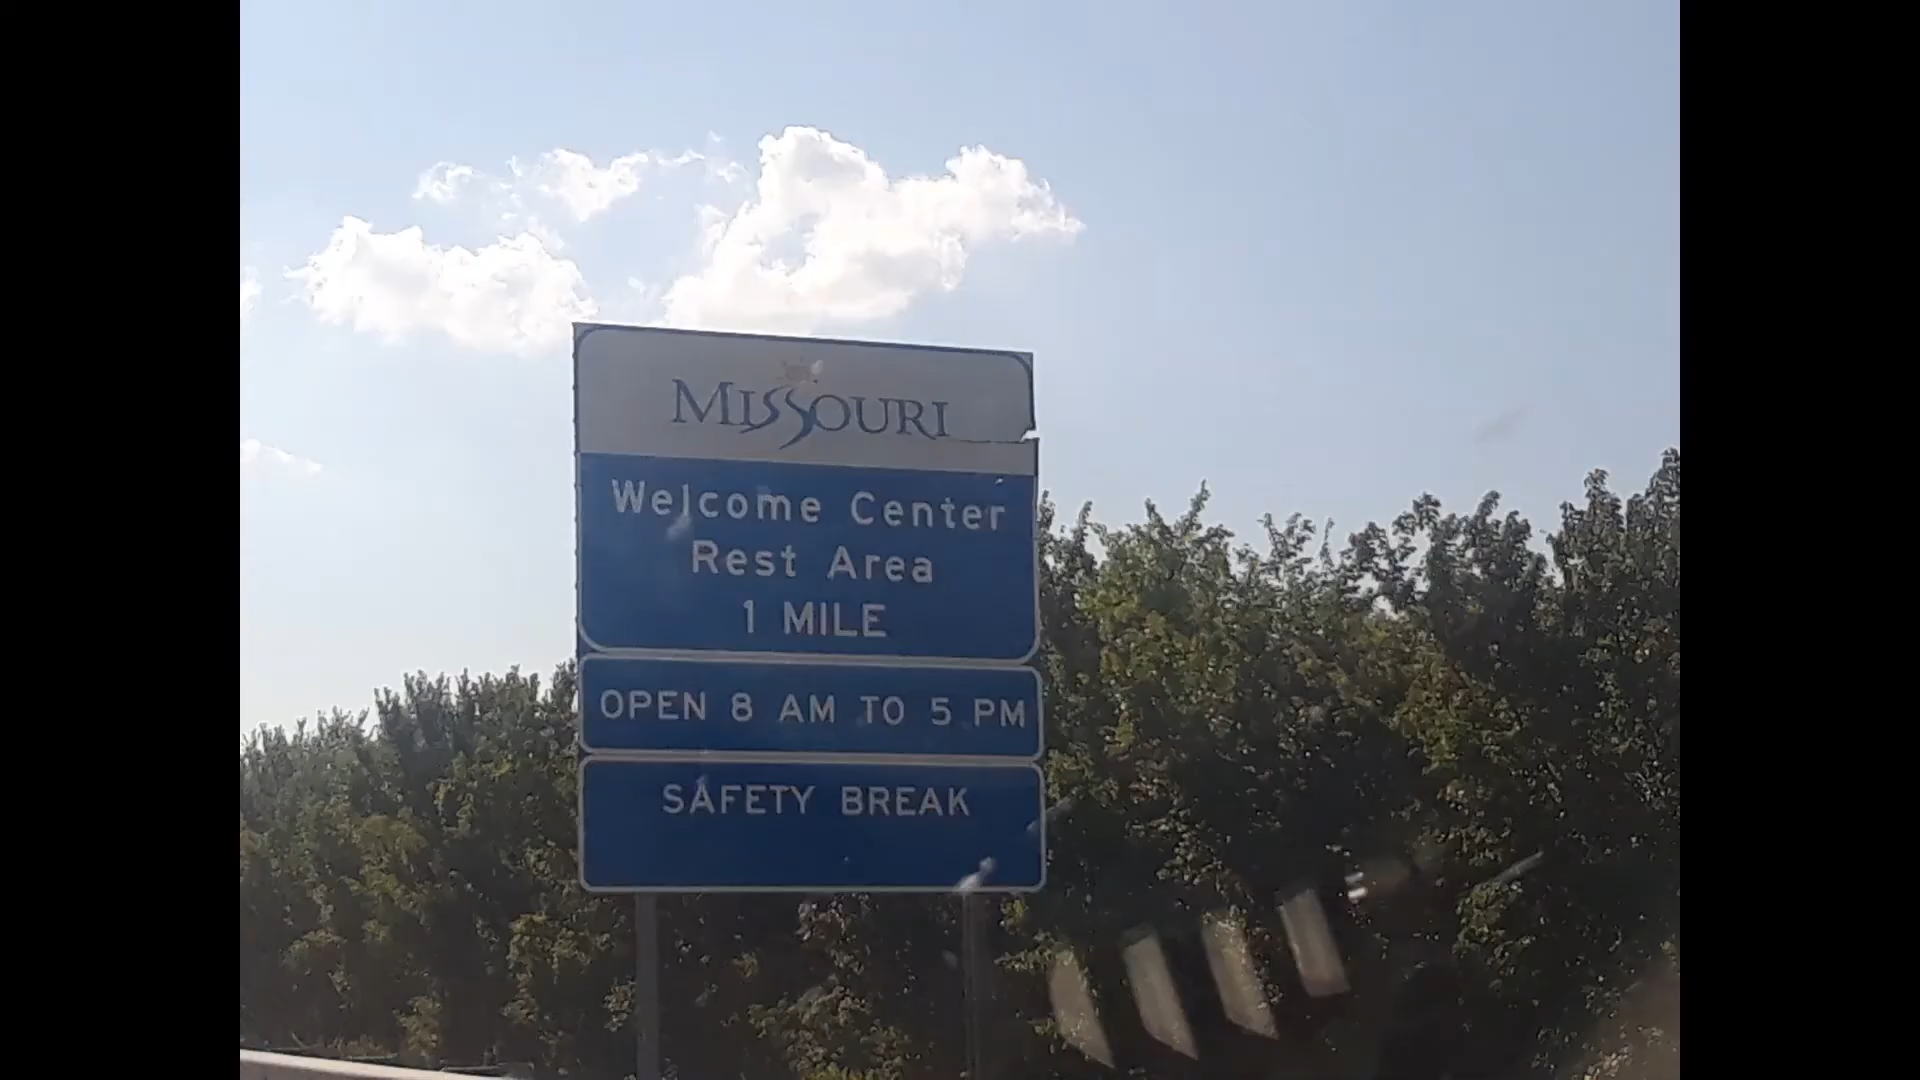 Missouri
Welcome Center
Rest Area
1 MILE
OPEN 8 AM TO 5 PM
SAFETY BREAK